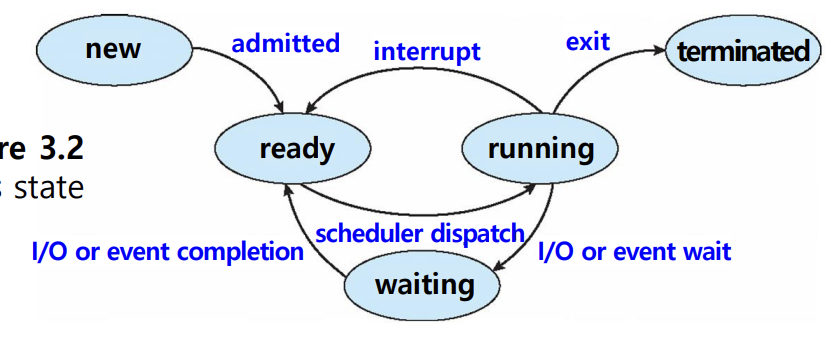 new
admitted
interrupt
exit
terminated
re 3.2
ready
running
s state
I/O or event completion
scheduler dispatch
I/O or event wait
waiting